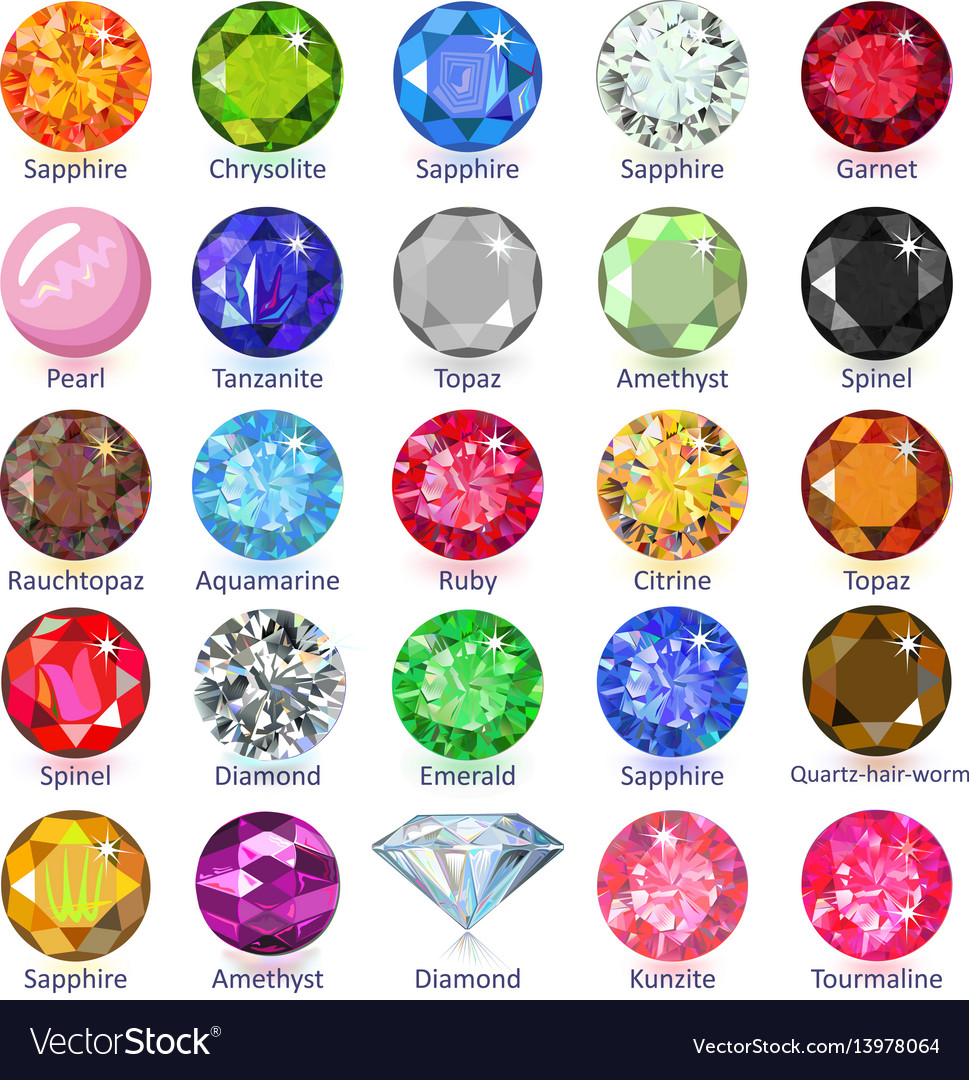 Sapphire Chrysolite Sapphire Sapphire Garnet
Pearl Tanzanite Topaz Amethyst Spinel
Rauchtopaz Aquamarine Ruby Citrine Topaz
Spinel Diamond Emerald Sapphire Quartz-hair-worm
Sapphire Amethyst Diamond Kunzite Tourmaline
VectorStock® VectorStock.com/13978064